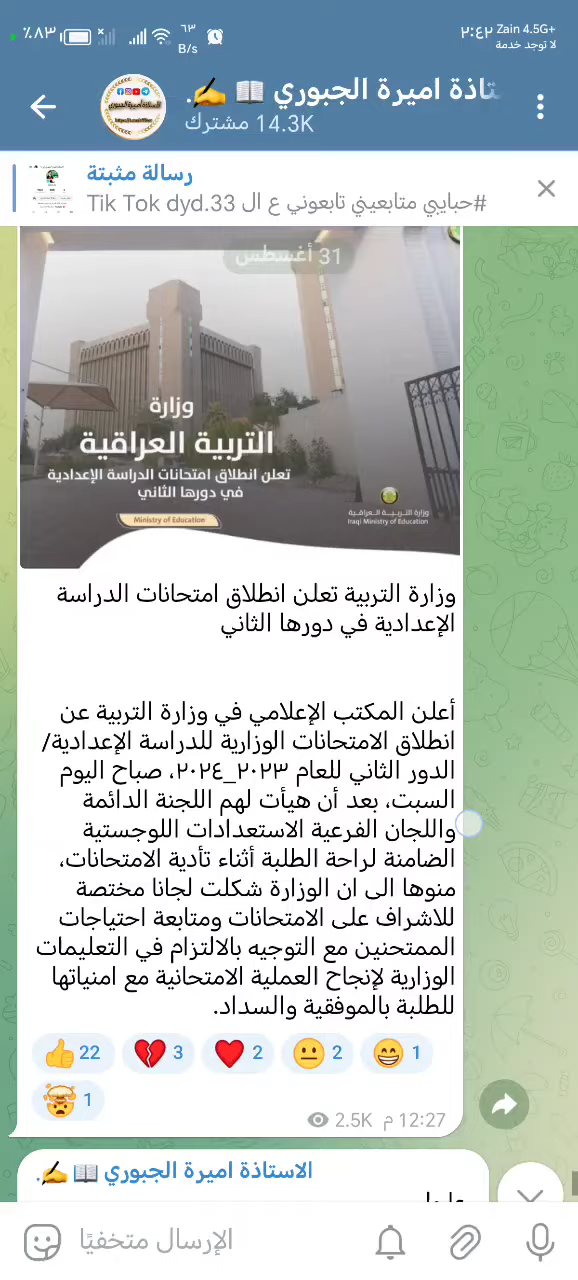 ٪٨٣
٦٣
B/s
٢:٤٢ Zain 4.5G+
لا توجد خدمة
ـتاذة اميرة الجبوري 📖 ✍️.
14.3K مشترك
رسالة مثبتة
#حبايبي متابعيني تابعوني ع ال Tik Tok dyd.33
31 أغسطس
وزارة
التربية العراقية
تعلن انطلاق امتحانات الدراسة الإعدادية
في دورها الثاني
Ministry of Education
وزارة التربـيــة الـعـراقـية
Iraqi Ministry of Education
وزارة التربية تعلن انطلاق امتحانات الدراسة
الإعدادية في دورها الثاني
أعلن المكتب الإعلامي في وزارة التربية عن
انطلاق الامتحانات الوزارية للدراسة الإعدادية/
الدور الثاني للعام ٢٠٢٣_٢٠٢٤، صباح اليوم
السبت، بعد أن هيأت لهم اللجنة الدائمة
واللجان الفرعية الاستعدادات اللوجستية
الضامنة لراحة الطلبة أثناء تأدية الامتحانات،
منوها الى ان الوزارة شكلت لجانا مختصة
للاشراف على الامتحانات ومتابعة احتياجات
الممتحنين مع التوجيه بالالتزام في التعليمات
الوزارية لإنجاح العملية الامتحانية مع امنياتها
للطلبة بالموفقية والسداد.
👍 22 💔 3 ❤️ 2 😐 2 😁 1
🤯 1
2.5K 12:27 م
الاستاذة اميرة الجبوري 📖 ✍️.
الإرسال متخفيًا